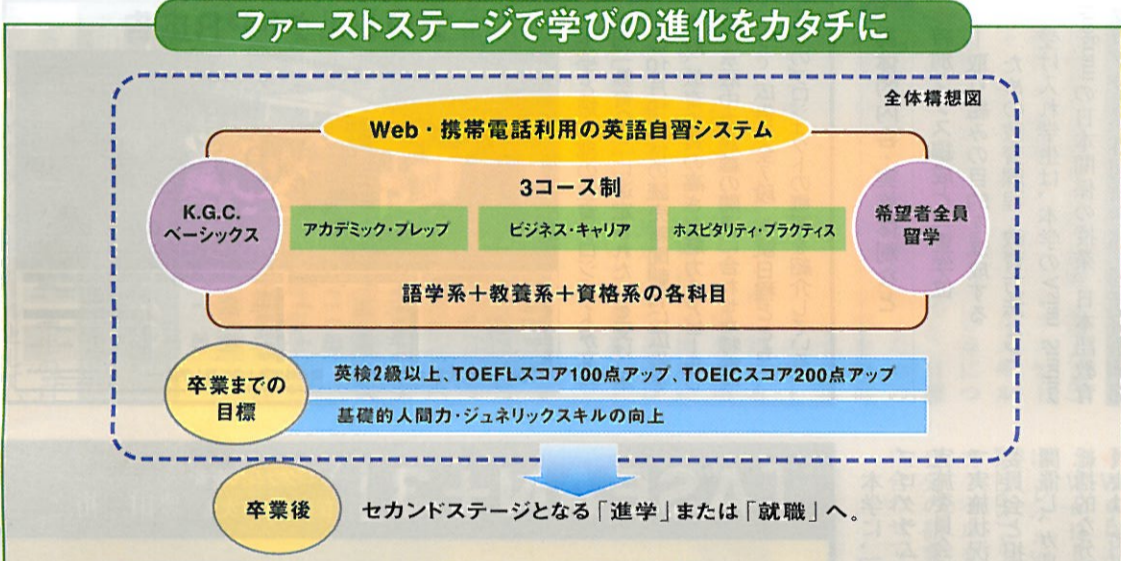 ファーストステージで学びの進化をカタチに
全体構想図
Web・携帯電話利用の英語自習システム
3コース制
K.G.C.
ベーシックス
アカデミック・プレップ
ビジネス・キャリア
ホスピタリティ・プラクティス
希望者全員
留学
語学系+教養系+資格系の各科目
卒業までの
目標
英検2級以上、TOEFLスコア100点アップ、TOEICスコア200点アップ
基礎的人間力・ジュネリックスキルの向上
卒業後
セカンドステージとなる「進学」または「就職」へ。